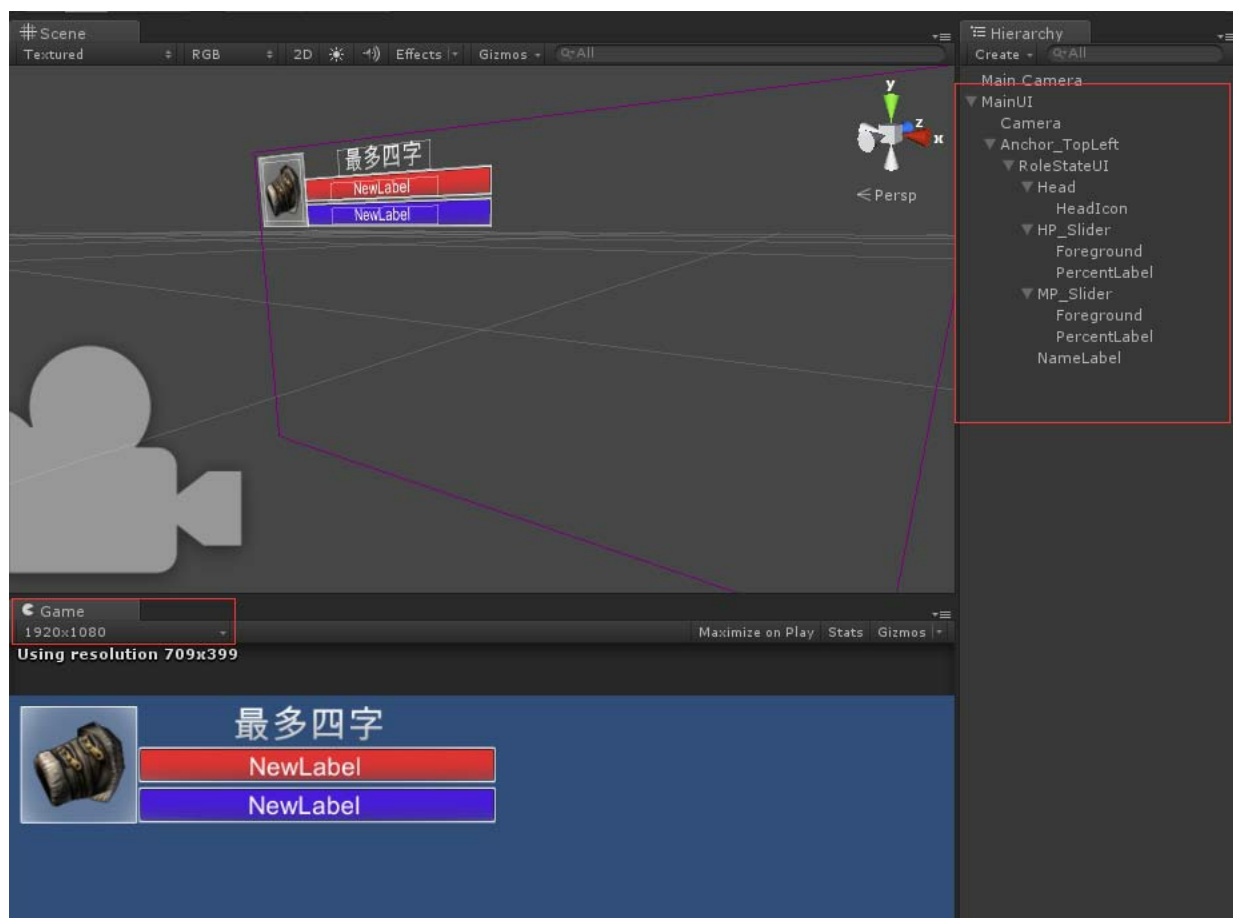 Scene
Textured RGB 2D Effects Gizmos All
y
z
x
Persp
最多四字
NewLabel
NewLabel
Game
1920x1080 Maximize on Play Stats Gizmos
Using resolution 709x399
最多四字
NewLabel
NewLabel
Hierarchy
Create All
Main Camera
MainUI
Camera
Anchor_TopLeft
RoleStateUI
Head
HeadIcon
HP_Slider
Foreground
PercentLabel
MP_Slider
Foreground
PercentLabel
NameLabel